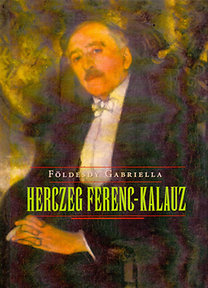 FÖLDESDY GABRIELLA
HERCZEG FERENC-KALAUZ